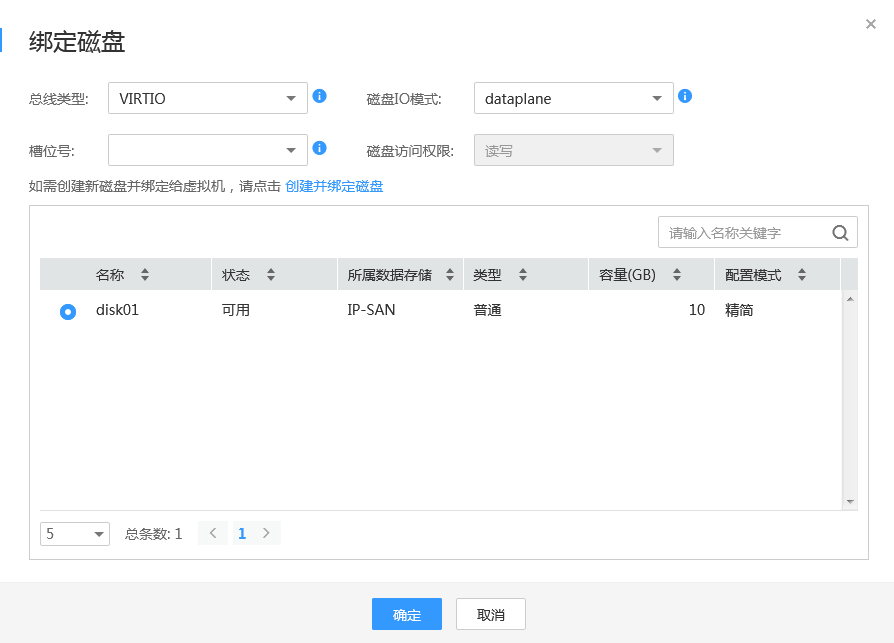 绑定磁盘
总线类型: VIRTIO 磁盘IO模式: dataplane
槽位号: 磁盘访问权限: 读写
如需创建新磁盘并绑定给虚拟机，请点击 创建并绑定磁盘
请输入名称关键字
名称 状态 所属数据存储 类型 容量(GB) 配置模式
disk01 可用 IP-SAN 普通 10 精简
5 总条数: 1 < 1 >
确定 取消